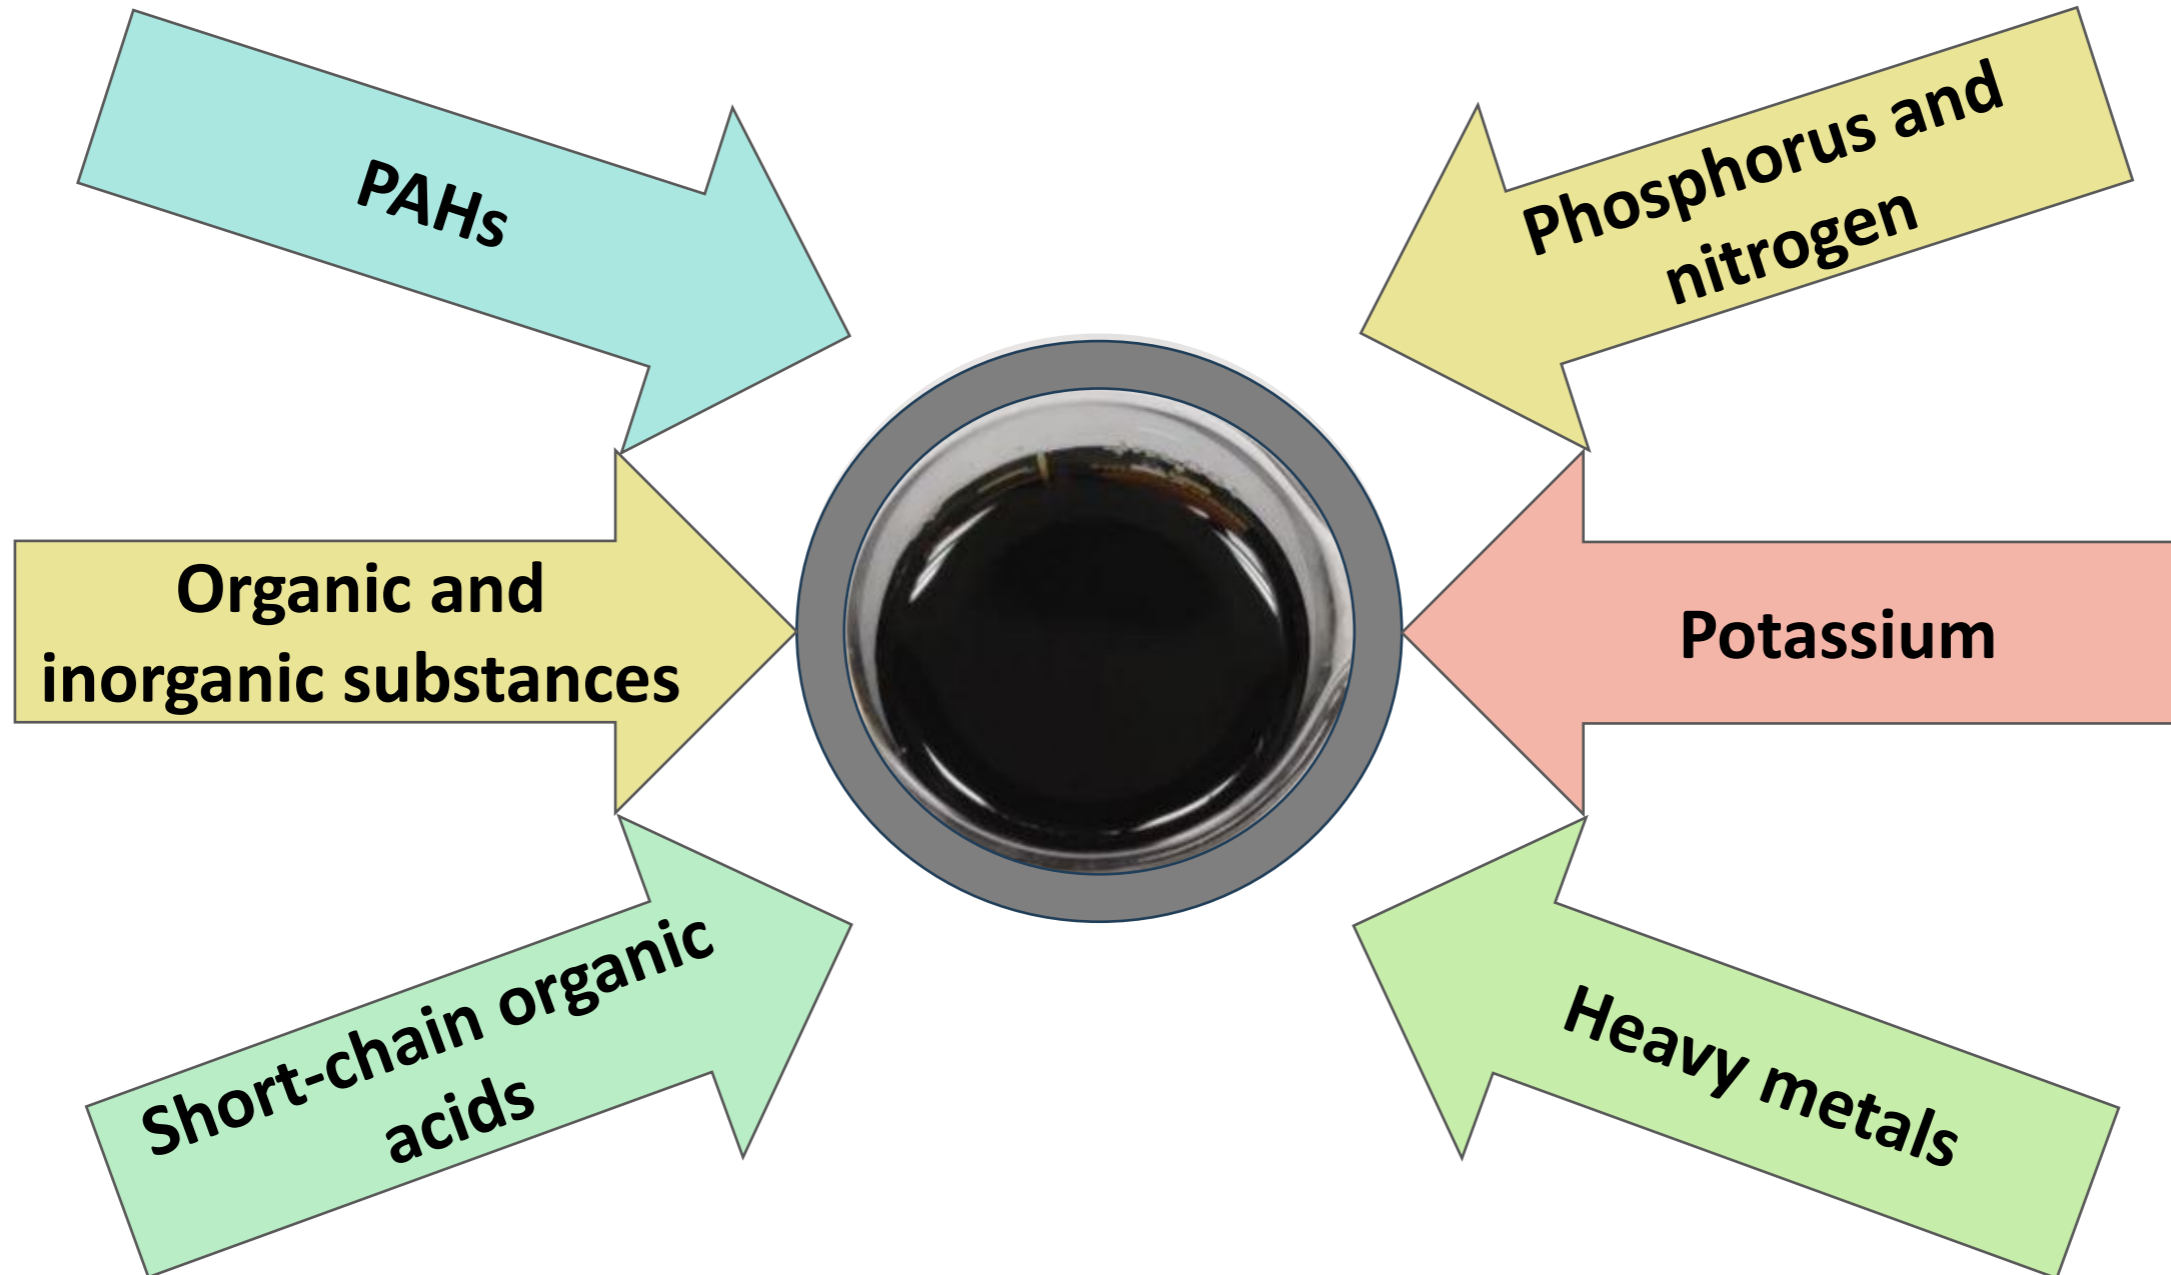 PAHs
Phosphorus and
nitrogen
Organic and
inorganic substances
Potassium
Short-chain organic
acids
Heavy metals